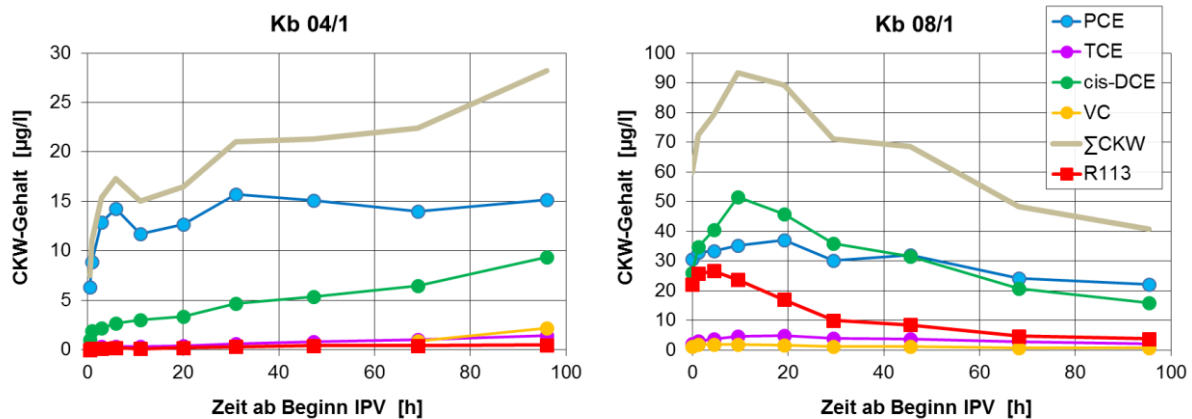 Kb 04/1
30
25
20
15
10
5
0
0 20 40 60 80 100
CKW-Gehalt [µg/l]
Zeit ab Beginn IPV [h]
Kb 08/1
100
90
80
70
60
50
40
30
20
10
0
0 20 40 60 80 100
CKW-Gehalt [µg/l]
Zeit ab Beginn IPV [h]
PCE
TCE
cis-DCE
VC
∑CKW
R113